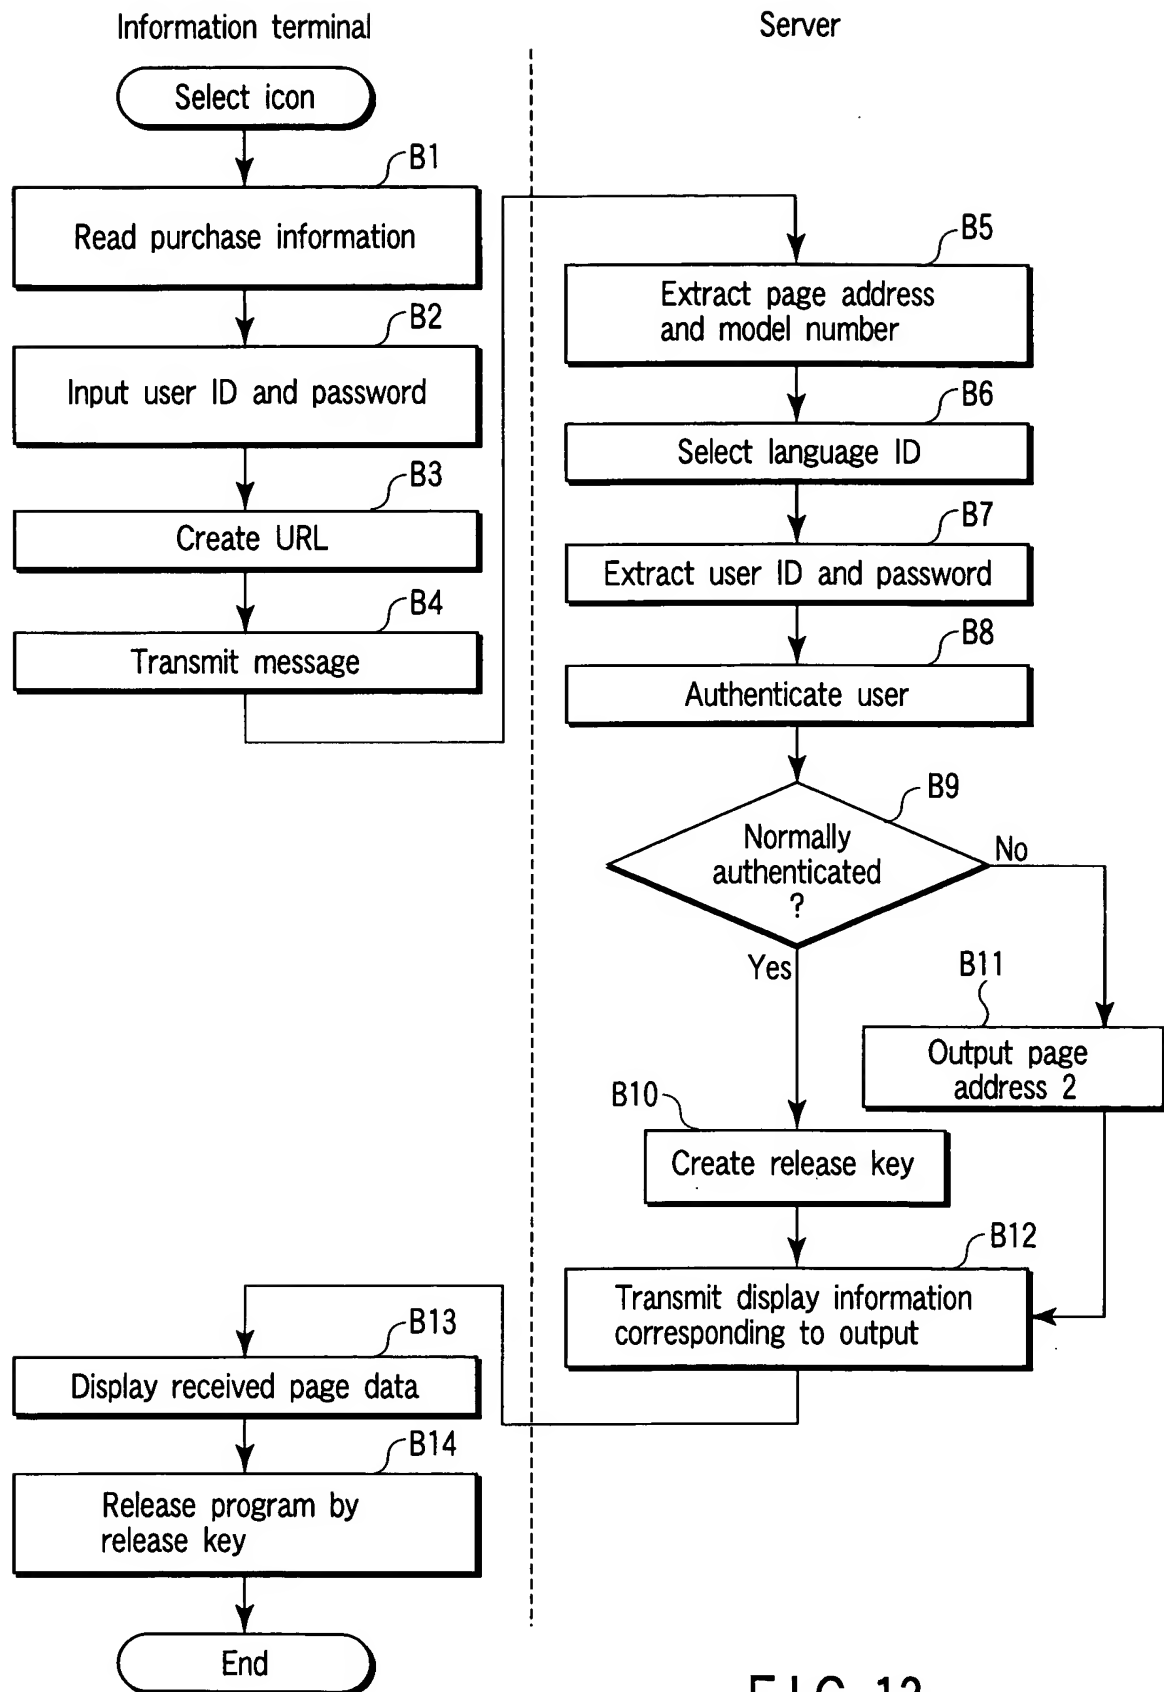 Information terminal
Server
Select icon
B1
Read purchase information
B2
Input user ID and password
B3
Create URL
B4
Transmit message
B5
Extract page address
and model number
B6
Select language ID
B7
Extract user ID and password
B8
Authenticate user
B9
Normally
authenticated
?
No
Yes
B11
Output page
address 2
B10
Create release key
B12
Transmit display information
corresponding to output
B13
Display received page data
B14
Release program by
release key
End